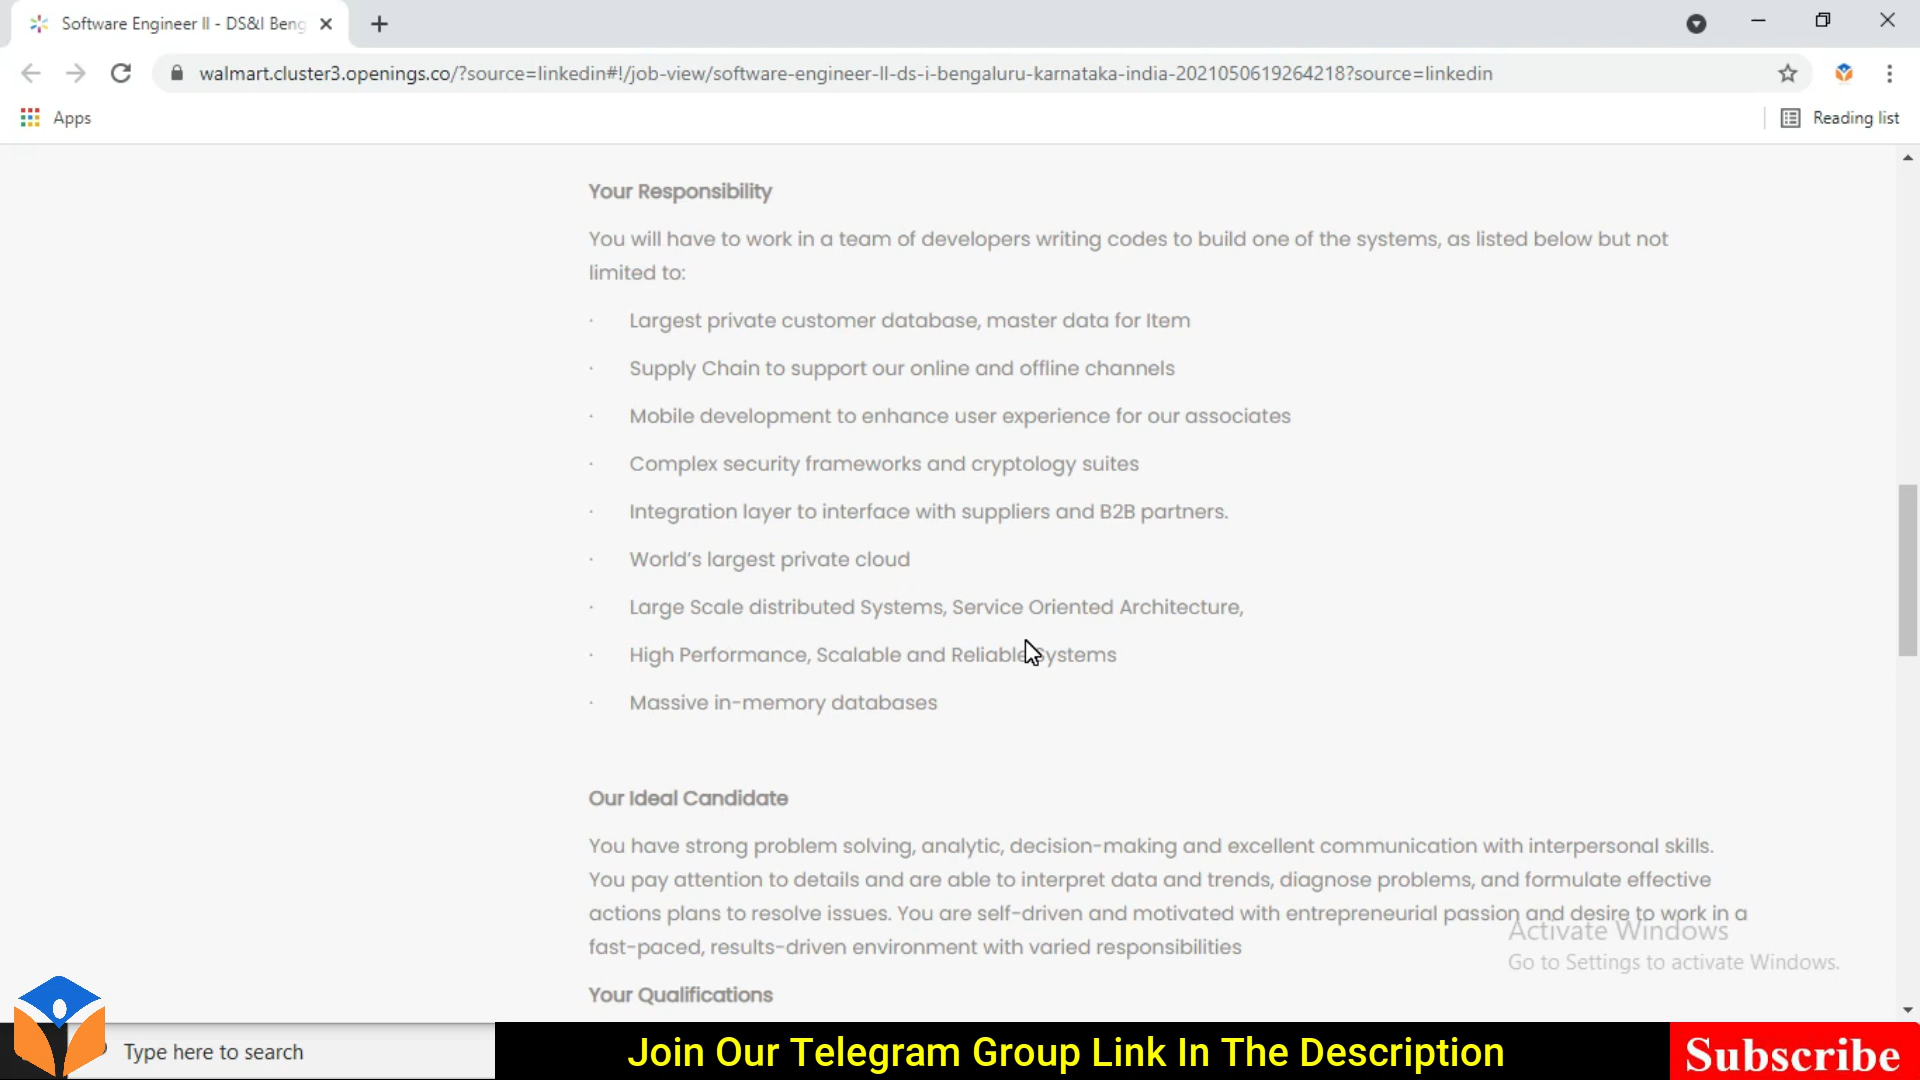 Software Engineer II - DS&I Beng
walmart.cluster3.openings.co/?source=linkedin#!/job-view/software-engineer-ll-ds-i-bengaluru-karnataka-india-2021050619264218?source=linkedin
Apps
Reading list
Your Responsibility
You will have to work in a team of developers writing codes to build one of the systems, as listed below but not
limited to:
· Largest private customer database, master data for Item
· Supply Chain to support our online and offline channels
· Mobile development to enhance user experience for our associates
· Complex security frameworks and cryptology suites
· Integration layer to interface with suppliers and B2B partners.
· World's largest private cloud
· Large Scale distributed Systems, Service Oriented Architecture,
· High Performance, Scalable and Reliable Systems
· Massive in-memory databases
Our Ideal Candidate
You have strong problem solving, analytic, decision-making and excellent communication with interpersonal skills.
You pay attention to details and are able to interpret data and trends, diagnose problems, and formulate effective
actions plans to resolve issues. You are self-driven and motivated with entrepreneurial passion and desire to work in a
fast-paced, results-driven environment with varied responsibilities
Activate Windows
Go to Settings to activate Windows.
Your Qualifications
Type here to search
Join Our Telegram Group Link In The Description
Subscribe